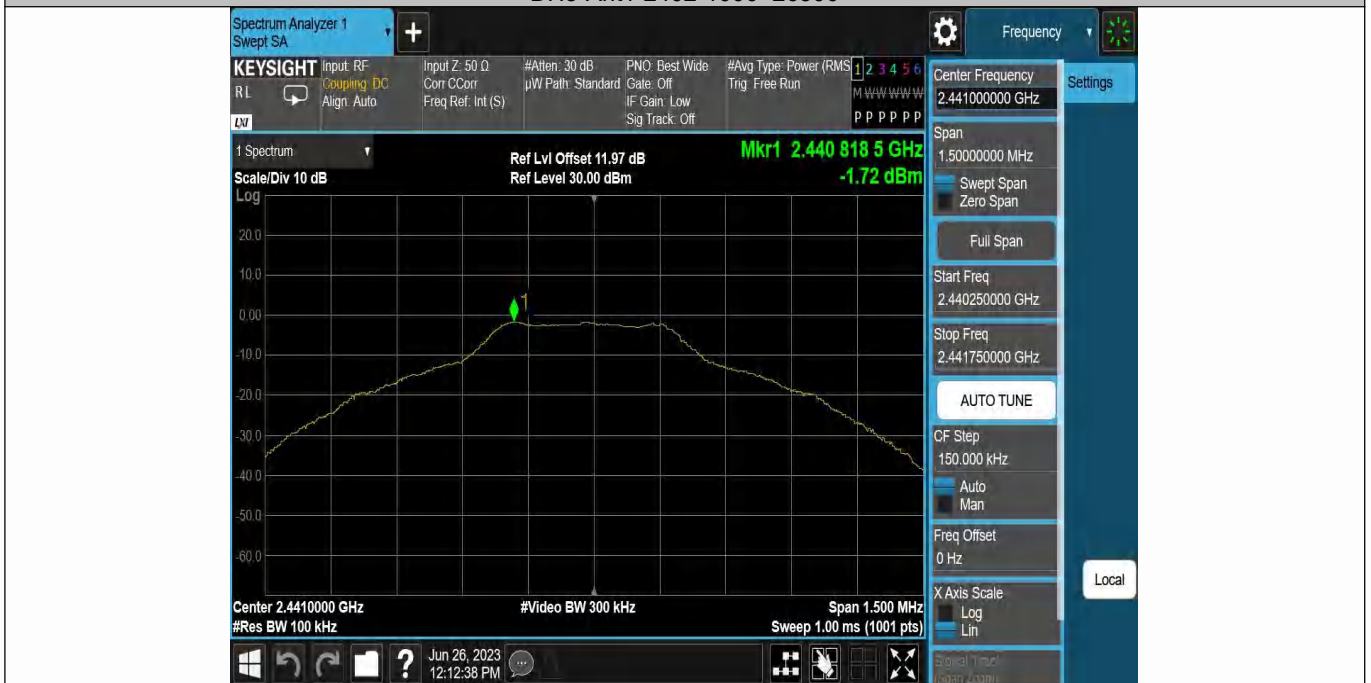 Spectrum Analyzer 1
Swept SA
+
Frequency
KEYSIGHT
RL
LXI
Input: RF
Coupling: DC
Align: Auto
Input Z: 50 Ω
Corr CCorr
Freq Ref: Int (S)
#Atten: 30 dB
µW Path: Standard
PNO: Best Wide
Gate: Off
IF Gain: Low
Sig Track: Off
#Avg Type: Power (RMS
Trig: Free Run
1 2 3 4 5 6
M W W W W W
P P P P P P
Center Frequency
2.441000000 GHz
Settings
Span
1.50000000 MHz
Swept Span
Zero Span
Full Span
Start Freq
2.440250000 GHz
Stop Freq
2.441750000 GHz
AUTO TUNE
CF Step
150.000 kHz
Auto
Man
Freq Offset
0 Hz
X Axis Scale
Log
Lin
Signal Track
(Span Zoom)
Local
1 Spectrum
Scale/Div 10 dB
Ref Lvl Offset 11.97 dB
Ref Level 30.00 dBm
Mkr1 2.440 818 5 GHz
-1.72 dBm
Log
20.0
10.0
0.00
-10.0
-20.0
-30.0
-40.0
-50.0
-60.0
1
Center 2.4410000 GHz
#Res BW 100 kHz
#Video BW 300 kHz
Span 1.500 MHz
Sweep 1.00 ms (1001 pts)
?
Jun 26, 2023
12:12:38 PM